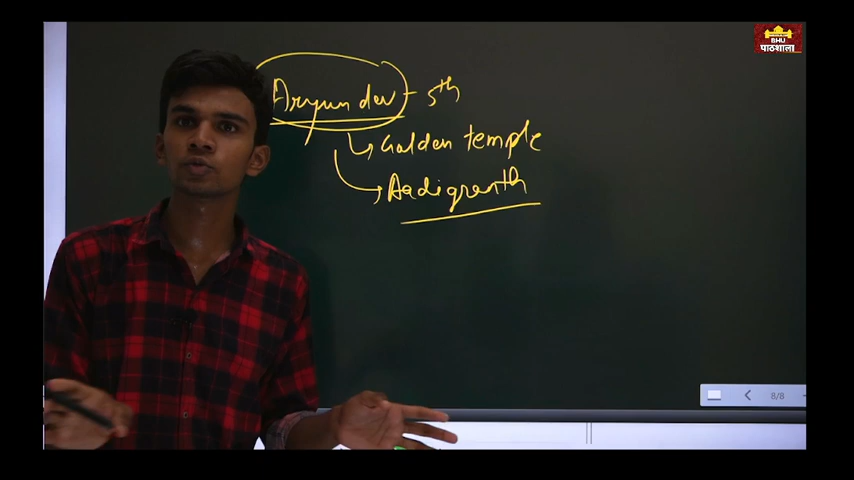 BHU
पाठशाला
Arjun dev - 5th
Golden temple
Aadigranth
8/8